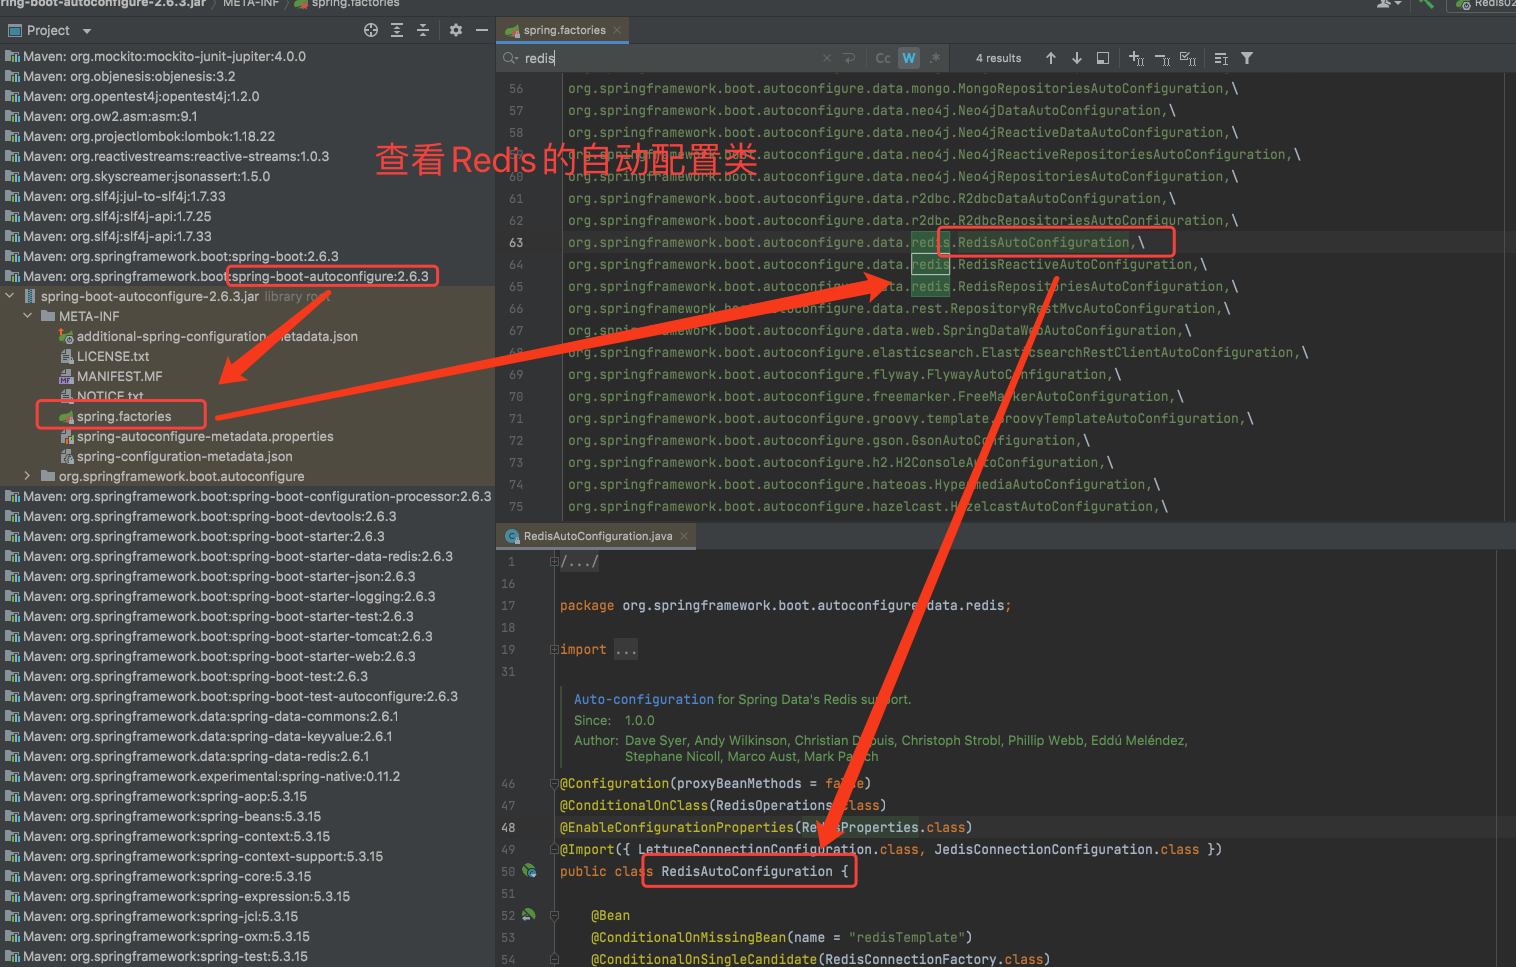 ring-boot-autoconfigure-2.6.3.jar › META-INF › spring.factories
Redis02
Project
Maven: org.mockito:mockito-junit-jupiter:4.0.0
Maven: org.objenesis:objenesis:3.2
Maven: org.opentest4j:opentest4j:1.2.0
Maven: org.ow2.asm:asm:9.1
Maven: org.projectlombok:lombok:1.18.22
Maven: org.reactivestreams:reactive-streams:1.0.3
Maven: org.skyscreamer:jsonassert:1.5.0
Maven: org.slf4j:jul-to-slf4j:1.7.33
Maven: org.slf4j:slf4j-api:1.7.25
Maven: org.slf4j:slf4j-api:1.7.33
Maven: org.springframework.boot:spring-boot:2.6.3
Maven: org.springframework.boot:spring-boot-autoconfigure:2.6.3
spring-boot-autoconfigure-2.6.3.jar library root
META-INF
additional-spring-configuration-metadata.json
LICENSE.txt
MANIFEST.MF
NOTICE.txt
spring.factories
spring-autoconfigure-metadata.properties
spring-configuration-metadata.json
org.springframework.boot.autoconfigure
Maven: org.springframework.boot:spring-boot-configuration-processor:2.6.3
Maven: org.springframework.boot:spring-boot-devtools:2.6.3
Maven: org.springframework.boot:spring-boot-starter:2.6.3
Maven: org.springframework.boot:spring-boot-starter-data-redis:2.6.3
Maven: org.springframework.boot:spring-boot-starter-json:2.6.3
Maven: org.springframework.boot:spring-boot-starter-logging:2.6.3
Maven: org.springframework.boot:spring-boot-starter-test:2.6.3
Maven: org.springframework.boot:spring-boot-starter-tomcat:2.6.3
Maven: org.springframework.boot:spring-boot-starter-web:2.6.3
Maven: org.springframework.boot:spring-boot-test:2.6.3
Maven: org.springframework.boot:spring-boot-test-autoconfigure:2.6.3
Maven: org.springframework.data:spring-data-commons:2.6.1
Maven: org.springframework.data:spring-data-keyvalue:2.6.1
Maven: org.springframework.data:spring-data-redis:2.6.1
Maven: org.springframework.experimental:spring-native:0.11.2
Maven: org.springframework:spring-aop:5.3.15
Maven: org.springframework:spring-beans:5.3.15
Maven: org.springframework:spring-context:5.3.15
Maven: org.springframework:spring-context-support:5.3.15
Maven: org.springframework:spring-core:5.3.15
Maven: org.springframework:spring-expression:5.3.15
Maven: org.springframework:spring-jcl:5.3.15
Maven: org.springframework:spring-oxm:5.3.15
Maven: org.springframework:spring-test:5.3.15
查看Redis的自动配置类
spring.factories
redis Cc W .* 4 results
56 org.springframework.boot.autoconfigure.data.mongo.MongoRepositoriesAutoConfiguration,\
57 org.springframework.boot.autoconfigure.data.neo4j.Neo4jDataAutoConfiguration,\
58 org.springframework.boot.autoconfigure.data.neo4j.Neo4jReactiveDataAutoConfiguration,\
59 org.springframework.boot.autoconfigure.data.neo4j.Neo4jReactiveRepositoriesAutoConfiguration,\
60 org.springframework.boot.autoconfigure.data.neo4j.Neo4jRepositoriesAutoConfiguration,\
61 org.springframework.boot.autoconfigure.data.r2dbc.R2dbcDataAutoConfiguration,\
62 org.springframework.boot.autoconfigure.data.r2dbc.R2dbcRepositoriesAutoConfiguration,\
63 org.springframework.boot.autoconfigure.data.redis.RedisAutoConfiguration,\
64 org.springframework.boot.autoconfigure.data.redis.RedisReactiveAutoConfiguration,\
65 org.springframework.boot.autoconfigure.data.redis.RedisRepositoriesAutoConfiguration,\
66 org.springframework.boot.autoconfigure.data.rest.RepositoryRestMvcAutoConfiguration,\
67 org.springframework.boot.autoconfigure.data.web.SpringDataWebAutoConfiguration,\
68 org.springframework.boot.autoconfigure.elasticsearch.ElasticsearchRestClientAutoConfiguration,\
69 org.springframework.boot.autoconfigure.flyway.FlywayAutoConfiguration,\
70 org.springframework.boot.autoconfigure.freemarker.FreeMarkerAutoConfiguration,\
71 org.springframework.boot.autoconfigure.groovy.template.GroovyTemplateAutoConfiguration,\
72 org.springframework.boot.autoconfigure.gson.GsonAutoConfiguration,\
73 org.springframework.boot.autoconfigure.h2.H2ConsoleAutoConfiguration,\
74 org.springframework.boot.autoconfigure.hateoas.HypermediaAutoConfiguration,\
75 org.springframework.boot.autoconfigure.hazelcast.HazelcastAutoConfiguration,\
RedisAutoConfiguration.java
1 /.../
16
17 package org.springframework.boot.autoconfigure.data.redis;
18
19 import ...
31
Auto-configuration for Spring Data's Redis support.
Since: 1.0.0
Author: Dave Syer, Andy Wilkinson, Christian Dupuis, Christoph Strobl, Phillip Webb, Eddú Meléndez,
Stephane Nicoll, Marco Aust, Mark Paluch
46 @Configuration(proxyBeanMethods = false)
47 @ConditionalOnClass(RedisOperations.class)
48 @EnableConfigurationProperties(RedisProperties.class)
49 @Import({ LettuceConnectionConfiguration.class, JedisConnectionConfiguration.class })
50 public class RedisAutoConfiguration {
51
52 @Bean
53 @ConditionalOnMissingBean(name = "redisTemplate")
54 @ConditionalOnSingleCandidate(RedisConnectionFactory.class)